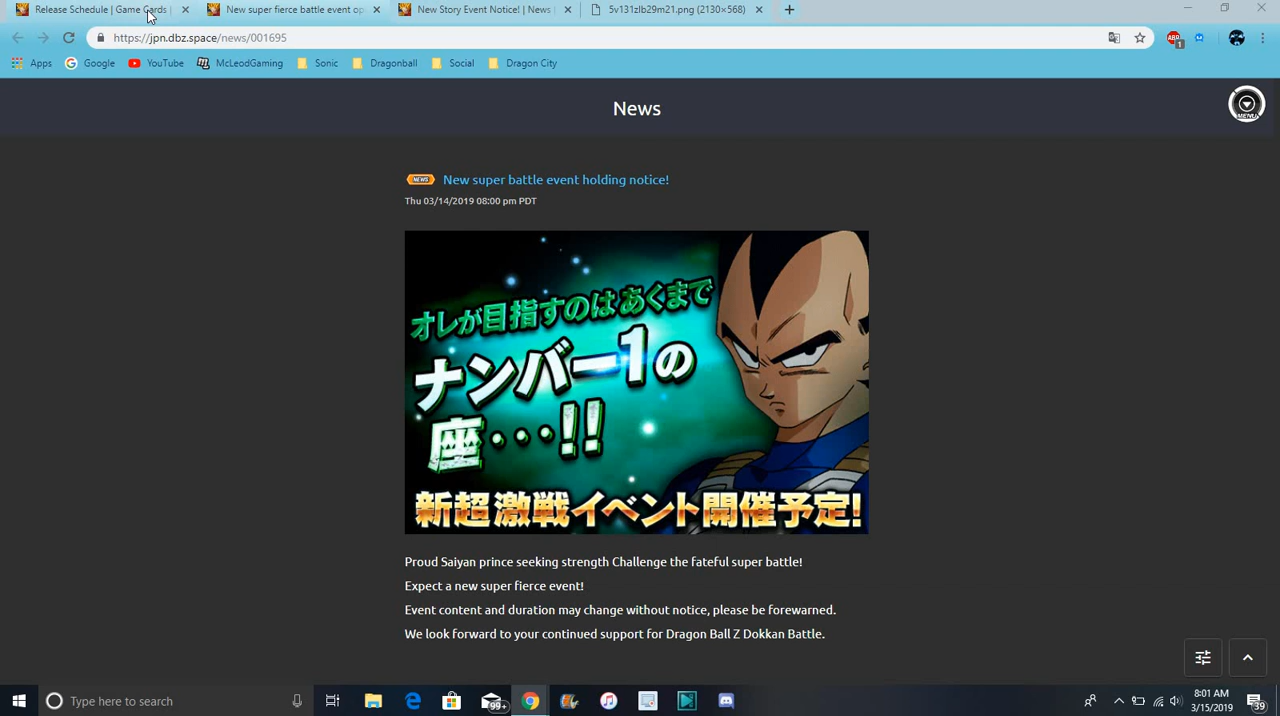 Release Schedule | Game Cards |
New super fierce battle event op
New Story Event Notice! | News |
5v131zlb29m21.png (2130×568)
https://jpn.dbz.space/news/001695
ABP
1
Apps
Google
YouTube
McLeodGaming
Sonic
Dragonball
Social
Dragon City
News
MENU
NEWS
New super battle event holding notice!
Thu 03/14/2019 08:00 pm PDT
オレが目指すのはあくまで
ナンバー1の
座・・・!!
新超激戦イベント開催予定!
Proud Saiyan prince seeking strength Challenge the fateful super battle!
Expect a new super fierce event!
Event content and duration may change without notice, please be forewarned.
We look forward to your continued support for Dragon Ball Z Dokkan Battle.
Type here to search
99+
8:01 AM
3/15/2019
39